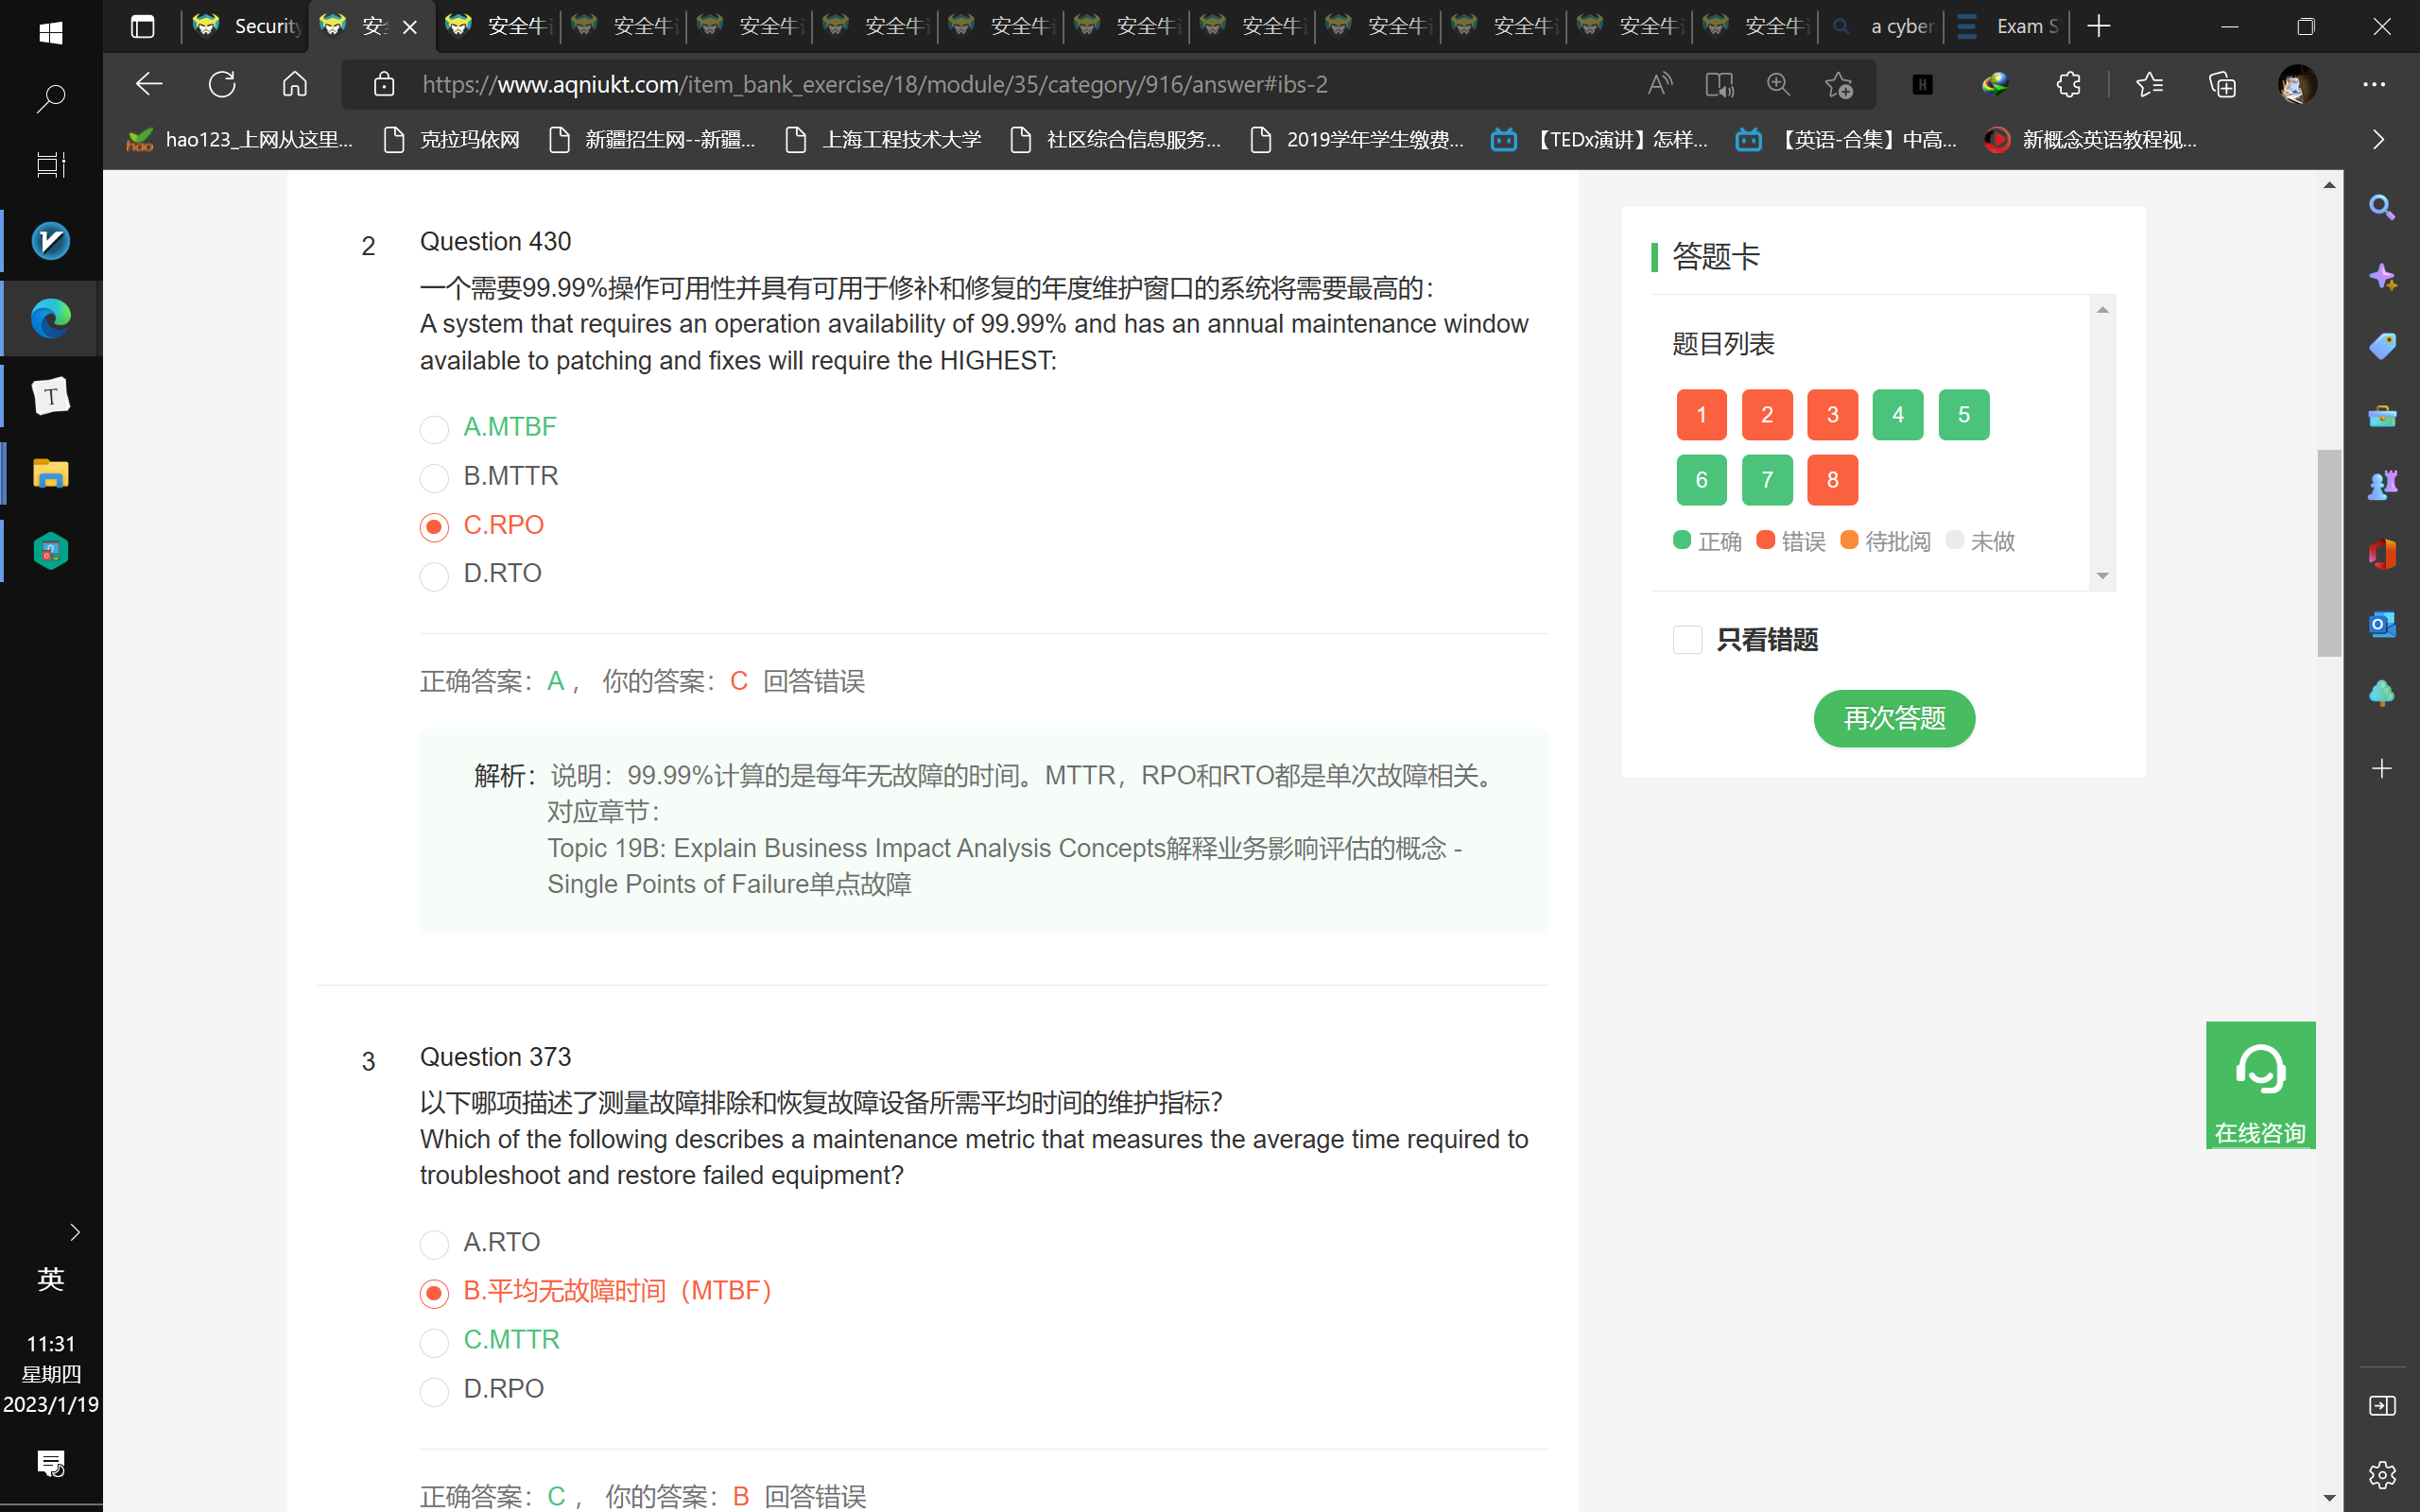 Security
安
安全牛
安全牛
安全牛
安全牛
安全牛
安全牛
安全牛
安全牛
安全牛
安全牛
安全牛
a cyber
Exam S
https://www.aqniukt.com/item_bank_exercise/18/module/35/category/916/answer#ibs-2
hao123_上网从这里...
克拉玛依网
新疆招生网--新疆...
上海工程技术大学
社区综合信息服务...
2019学年学生缴费...
【TEDx演讲】怎样...
【英语-合集】中高...
新概念英语教程视...
2
Question 430
一个需要99.99%操作可用性并具有可用于修补和修复的年度维护窗口的系统将需要最高的：
A system that requires an operation availability of 99.99% and has an annual maintenance window
available to patching and fixes will require the HIGHEST:
A.MTBF
B.MTTR
C.RPO
D.RTO
正确答案：A， 你的答案：C 回答错误
解析：说明：99.99%计算的是每年无故障的时间。MTTR，RPO和RTO都是单次故障相关。
对应章节：
Topic 19B: Explain Business Impact Analysis Concepts解释业务影响评估的概念 -
Single Points of Failure单点故障
3
Question 373
以下哪项描述了测量故障排除和恢复故障设备所需平均时间的维护指标？
Which of the following describes a maintenance metric that measures the average time required to
troubleshoot and restore failed equipment?
A.RTO
B.平均无故障时间（MTBF）
C.MTTR
D.RPO
正确答案：C， 你的答案：B 回答错误
答题卡
题目列表
1 2 3 4 5
6 7 8
正确 错误 待批阅 未做
只看错题
再次答题
在线咨询
英
11:31
星期四
2023/1/19